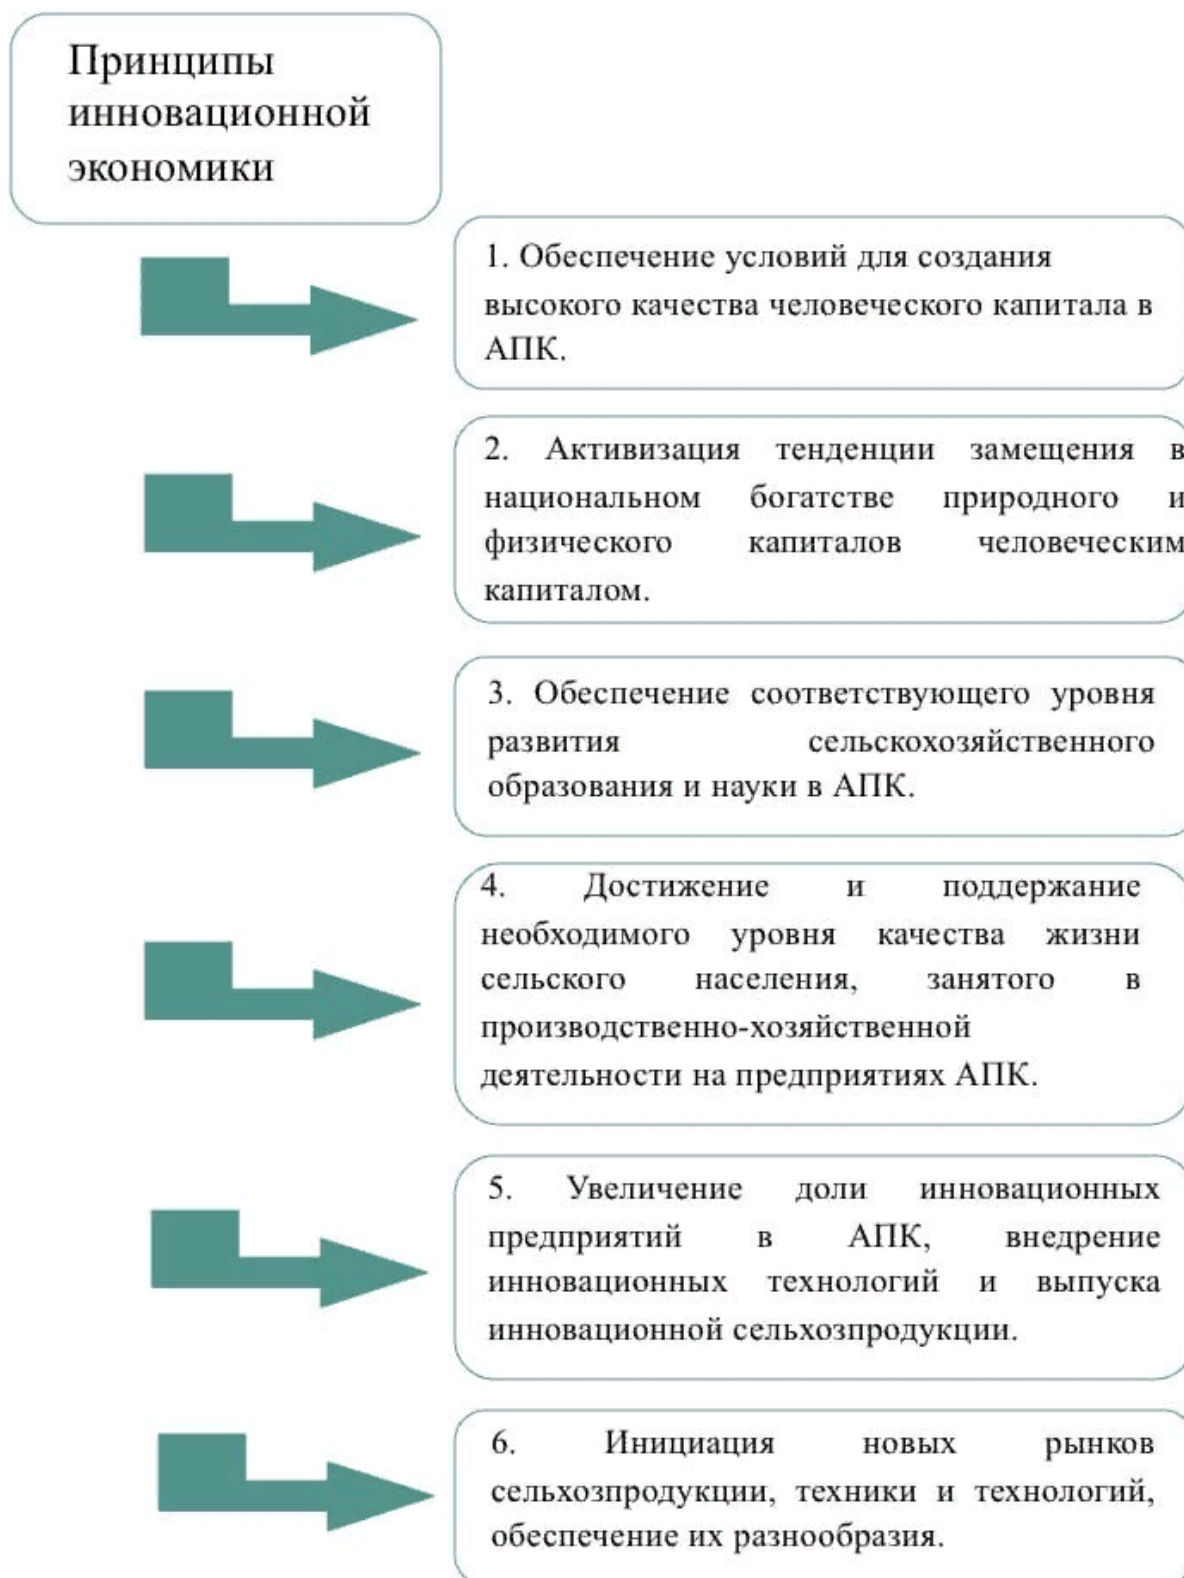 Принципы
инновационной
экономики
1. Обеспечение условий для создания
высокого качества человеческого капитала в
АПК.
2. Активизация тенденции замещения в
национальном богатстве природного и
физического капиталов человеческим
капиталом.
3. Обеспечение соответствующего уровня
развития сельскохозяйственного
образования и науки в АПК.
4. Достижение и поддержание
необходимого уровня качества жизни
сельского населения, занятого в
производственно-хозяйственной
деятельности на предприятиях АПК.
5. Увеличение доли инновационных
предприятий в АПК, внедрение
инновационных технологий и выпуска
инновационной сельхозпродукции.
6. Инициация новых рынков
сельхозпродукции, техники и технологий,
обеспечение их разнообразия.